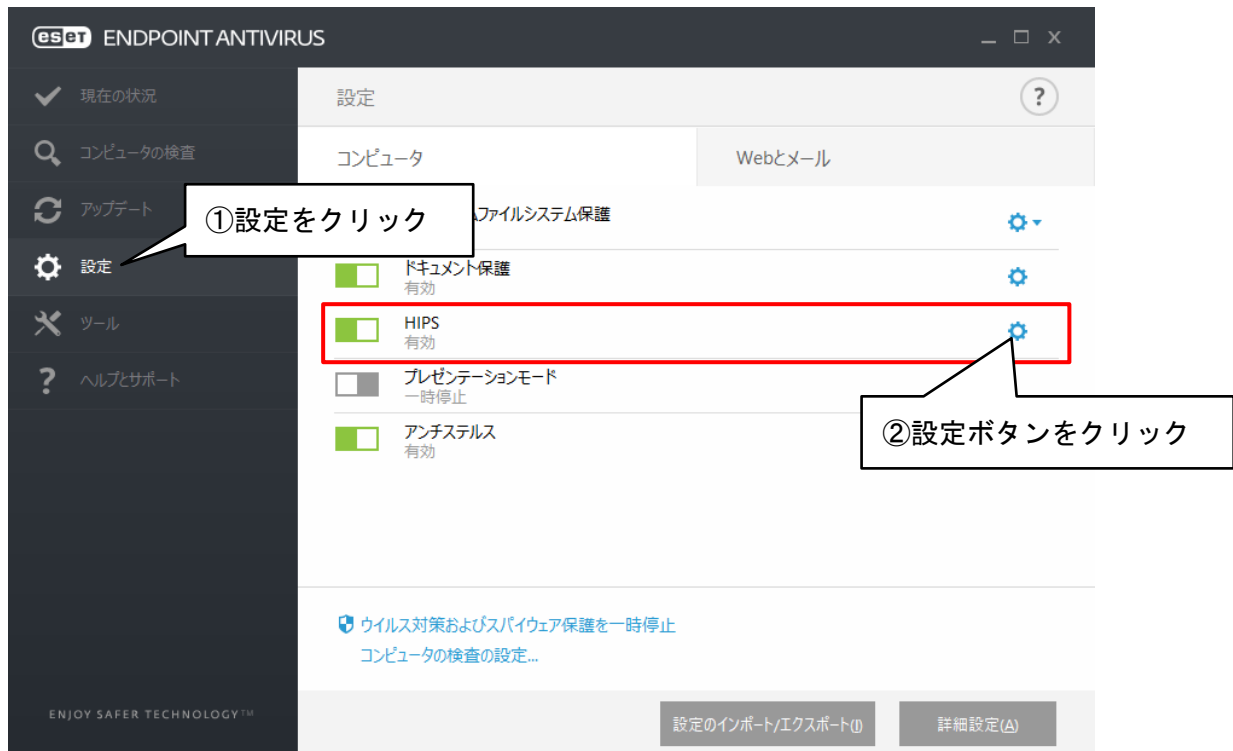 eset ENDPOINT ANTIVIRUS
現在の状況
コンピュータの検査
アップデート
設定
ツール
ヘルプとサポート
ENJOY SAFER TECHNOLOGY™
設定
?
コンピュータ
Webとメール
ファイルシステム保護
ドキュメント保護
有効
HIPS
有効
プレゼンテーションモード
一時停止
アンチステルス
有効
①設定をクリック
②設定ボタンをクリック
ウイルス対策およびスパイウェア保護を一時停止
コンピュータの検査の設定...
設定のインポート/エクスポート(I)
詳細設定(A)